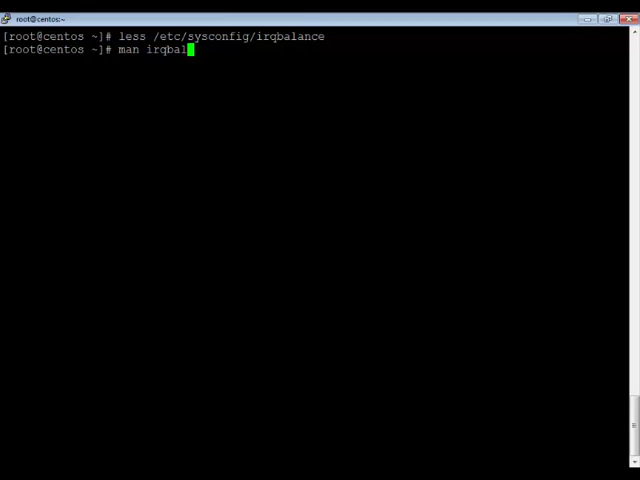 root@centos:~
[root@centos ~]# less /etc/sysconfig/irqbalance
[root@centos ~]# man irqbal